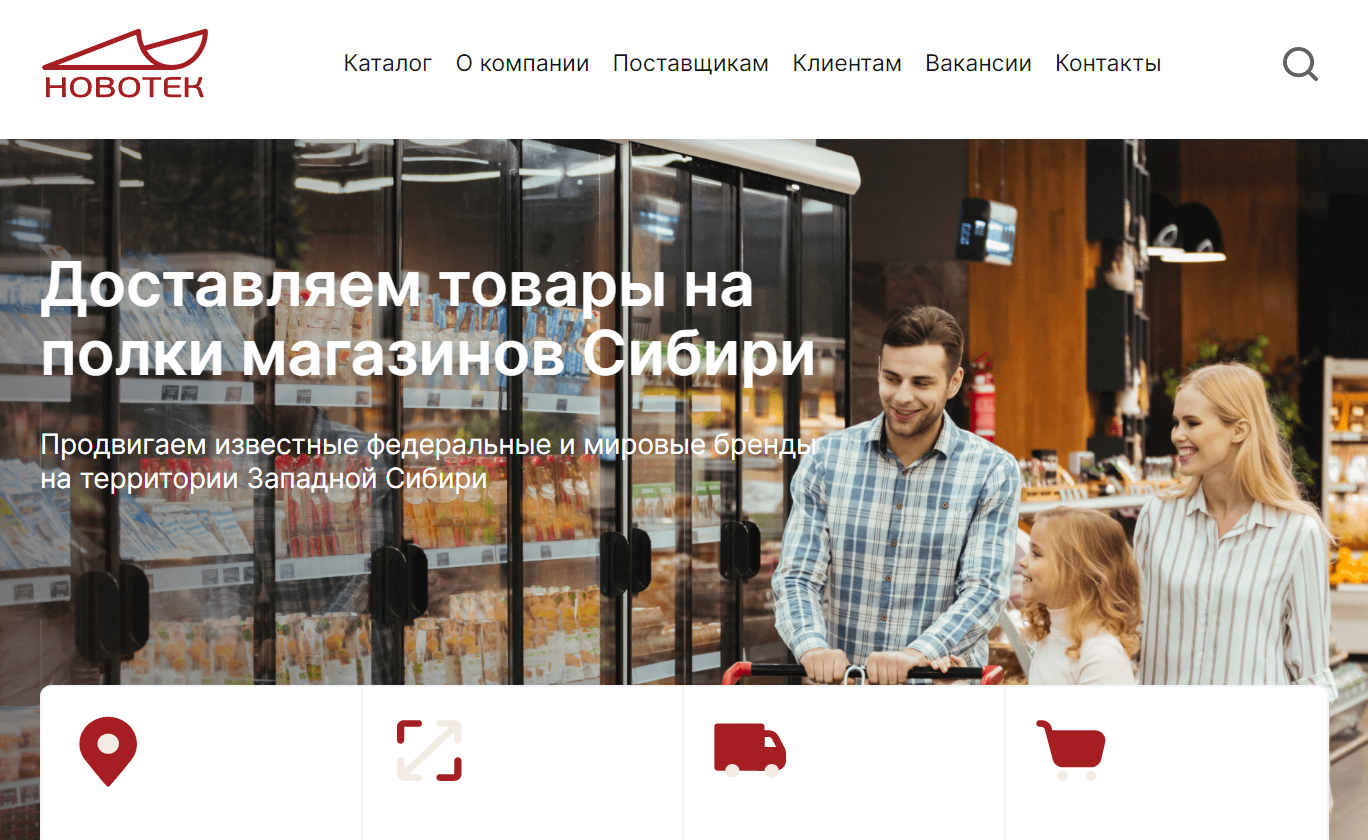 НОВОТЕК
Каталог О компании Поставщикам Клиентам Вакансии Контакты
Доставляем товары на
полки магазинов Сибири
Продвигаем известные федеральные и мировые бренды
на территории Западной Сибири